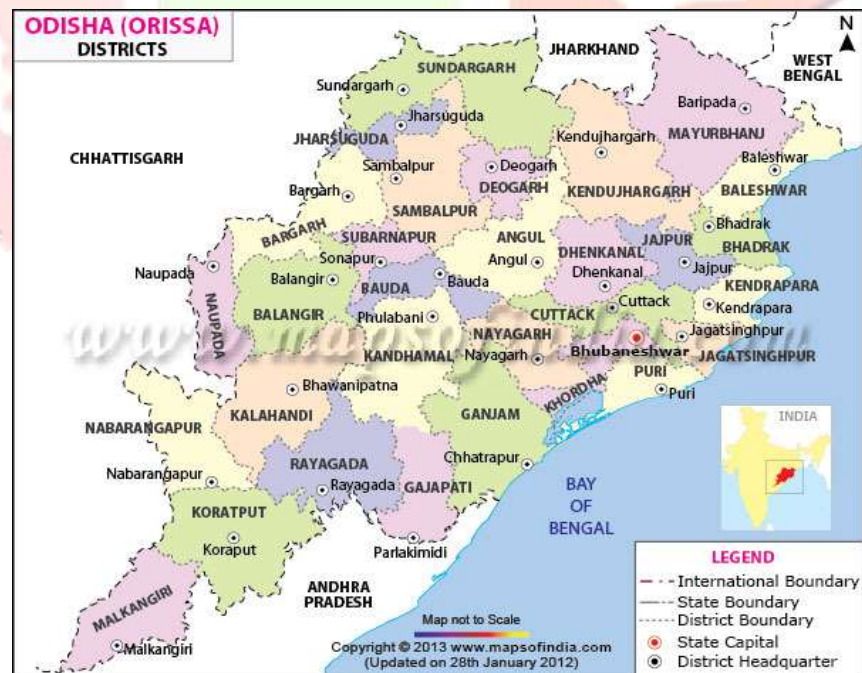 ODISHA (ORISSA)
DISTRICTS
N
JHARKHAND
WEST
BENGAL
CHHATTISGARH
SUNDARGARH
Sundargarh
Jharsuguda
JHARSUGUDA
Baripada
MAYURBHANJ
Kendujhargarh
KENDUJHARGARH
Sambalpur
SAMBALPUR
Deogarh
DEOGARH
Baleshwar
BALESHWAR
Bargarh
BARGARH
SUBARNAPUR
Sonapur
ANGUL
Angul
DHENKANAL
Dhenkanal
JAJPUR
Jajpur
Bhadrak
BHADRAK
Naupada
NAUPADA
Balangir
BALANGIR
BAUDA
Bauda
KENDRAPARA
Kendrapara
CUTTACK
Cuttack
Phulabani
KANDHAMAL
NAYAGARH
Nayagarh
Bhubaneshwar
Jagatsinghpur
JAGATSINGHPUR
www.mapsofindia.com
KHORDHA
PURI
Puri
Bhawanipatna
KALAHANDI
GANJAM
Chhatrapur
NABARANGAPUR
Nabarangapur
RAYAGADA
Rayagada
GAJAPATI
Parlakimidi
KORATPUT
Koraput
MALKANGIRI
Malkangiri
ANDHRA
PRADESH
BAY
OF
BENGAL
INDIA
LEGEND
International Boundary
State Boundary
District Boundary
State Capital
District Headquarter
Map not to Scale
Copyright © 2013 www.mapsofindia.com
(Updated on 28th January 2012)